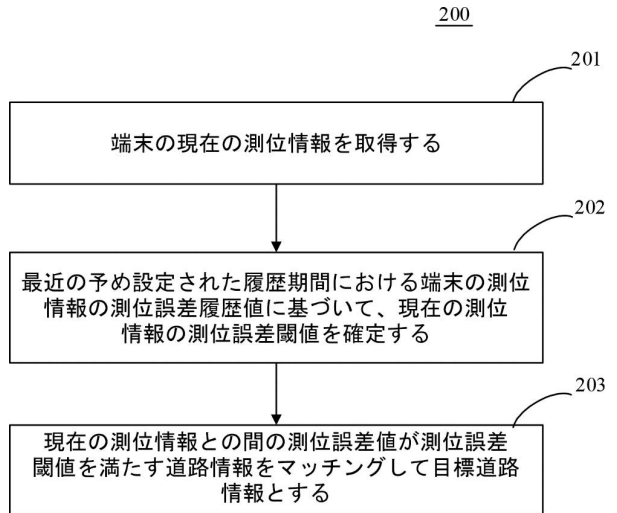 200
201
端末の現在の測位情報を取得する
202
最近の予め設定された履歴期間における端末の測位
情報の測位誤差履歴値に基づいて、現在の測位
情報の測位誤差閾値を確定する
203
現在の測位情報との間の測位誤差値が測位誤差
閾値を満たす道路情報をマッチングして目標道路
情報とする